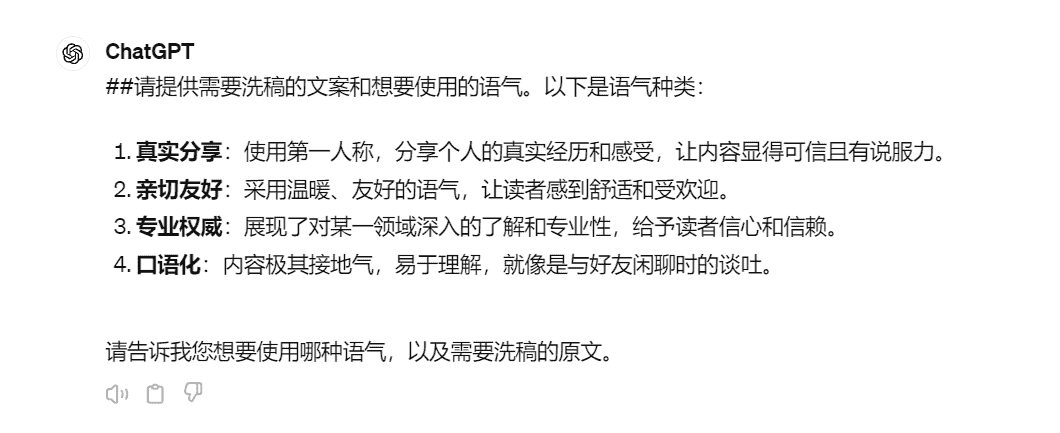 ChatGPT
##请提供需要洗稿的文案和想要使用的语气。以下是语气种类：
1. 真实分享：使用第一人称，分享个人的真实经历和感受，让内容显得可信且有说服力。
2. 亲切友好：采用温暖、友好的语气，让读者感到舒适和受欢迎。
3. 专业权威：展现了对某一领域深入的了解和专业性，给予读者信心和信赖。
4. 口语化：内容极其接地气，易于理解，就像是与好友闲聊时的谈吐。
请告诉我您想要使用哪种语气，以及需要洗稿的原文。